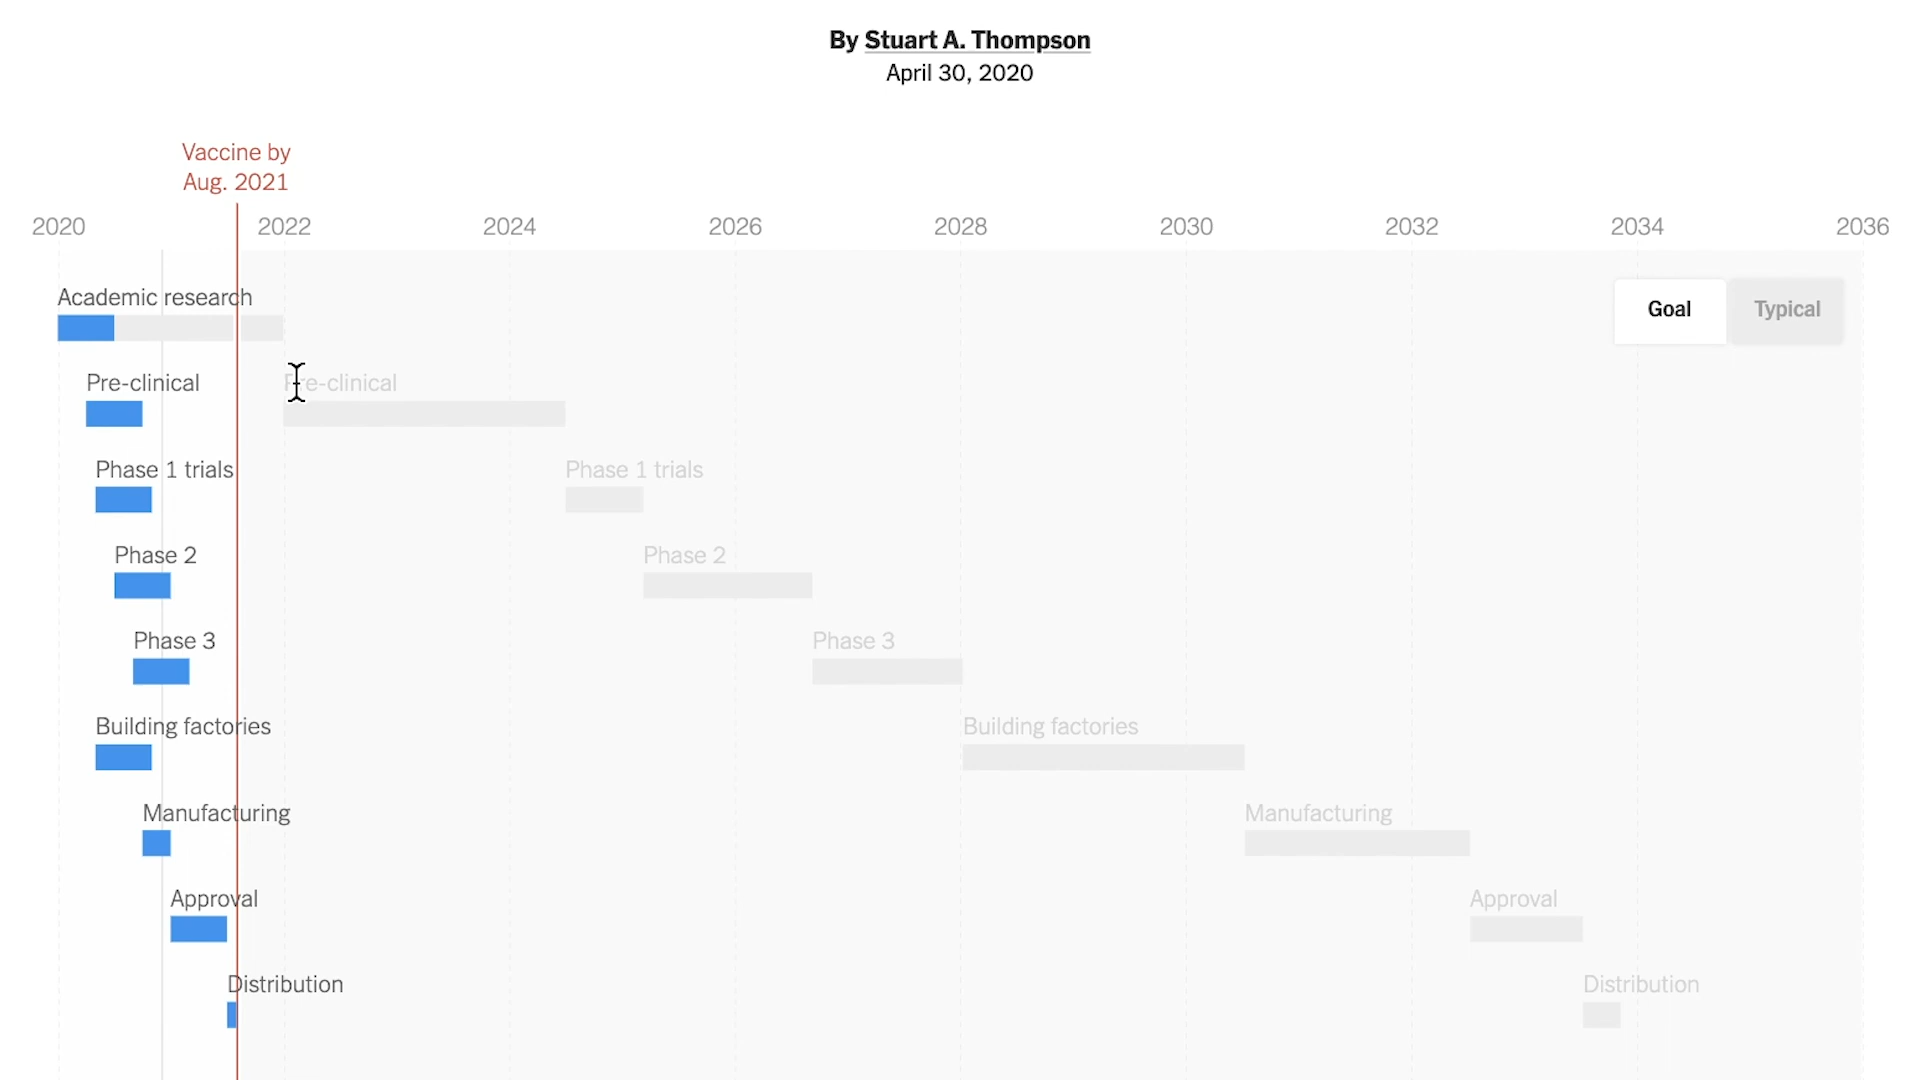 By Stuart A. Thompson
April 30, 2020
Vaccine by
Aug. 2021
2020 2022 2024 2026 2028 2030 2032 2034 2036
Academic research
Goal Typical
Pre-clinical Pre-clinical
Phase 1 trials Phase 1 trials
Phase 2 Phase 2
Phase 3 Phase 3
Building factories Building factories
Manufacturing Manufacturing
Approval Approval
Distribution Distribution